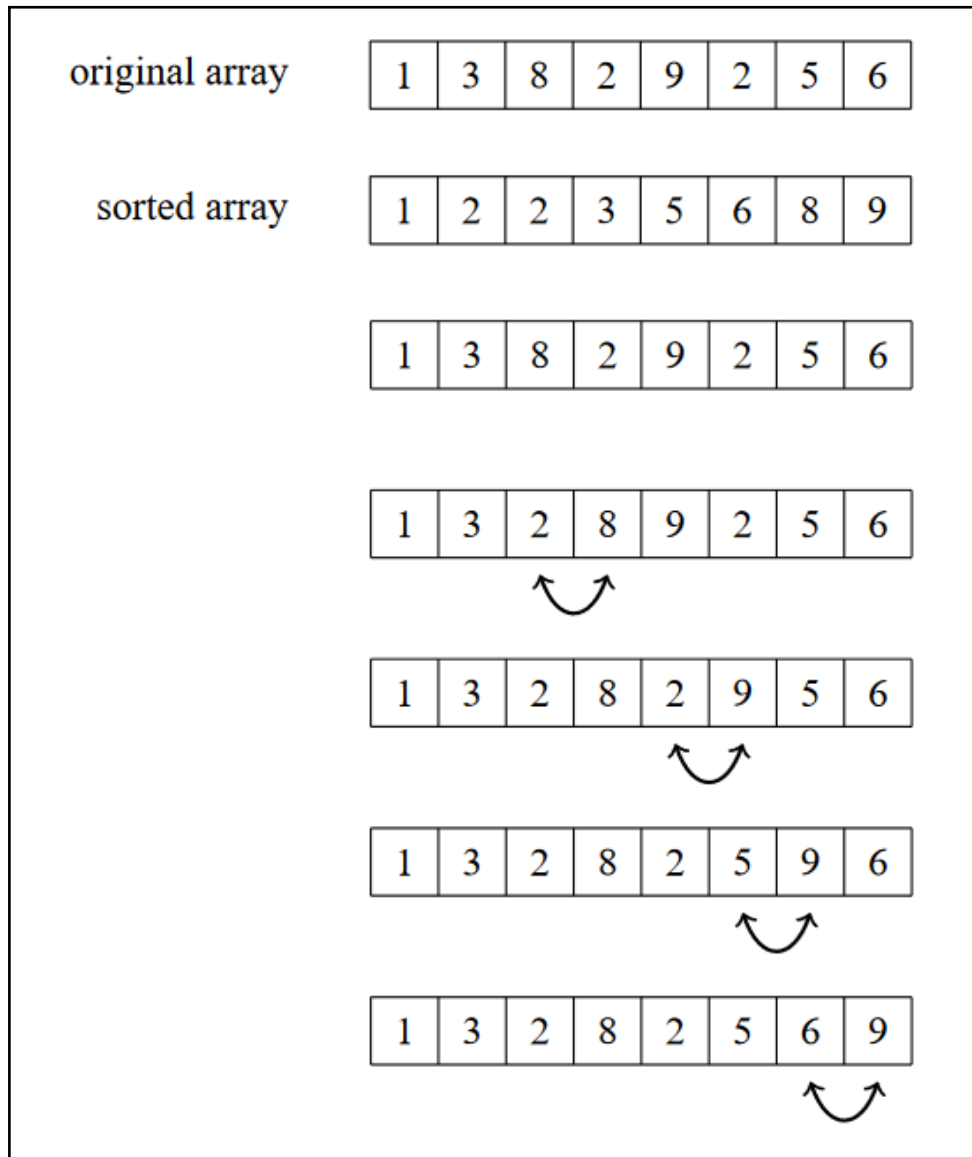 original array 1 3 8 2 9 2 5 6
sorted array 1 2 2 3 5 6 8 9
1 3 8 2 9 2 5 6
1 3 2 8 9 2 5 6
1 3 2 8 2 9 5 6
1 3 2 8 2 5 9 6
1 3 2 8 2 5 6 9